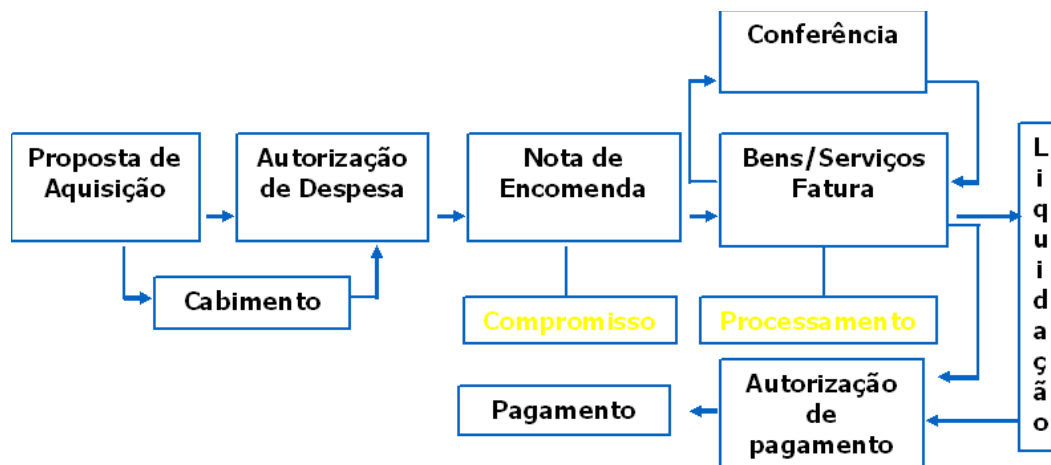 Conferência
Proposta de
Aquisição
Autorização
de Despesa
Nota de
Encomenda
Bens/Serviços
Fatura
L
i
q
u
i
d
a
ç
ã
o
Cabimento
Compromisso
Processamento
Pagamento
Autorização
de
pagamento